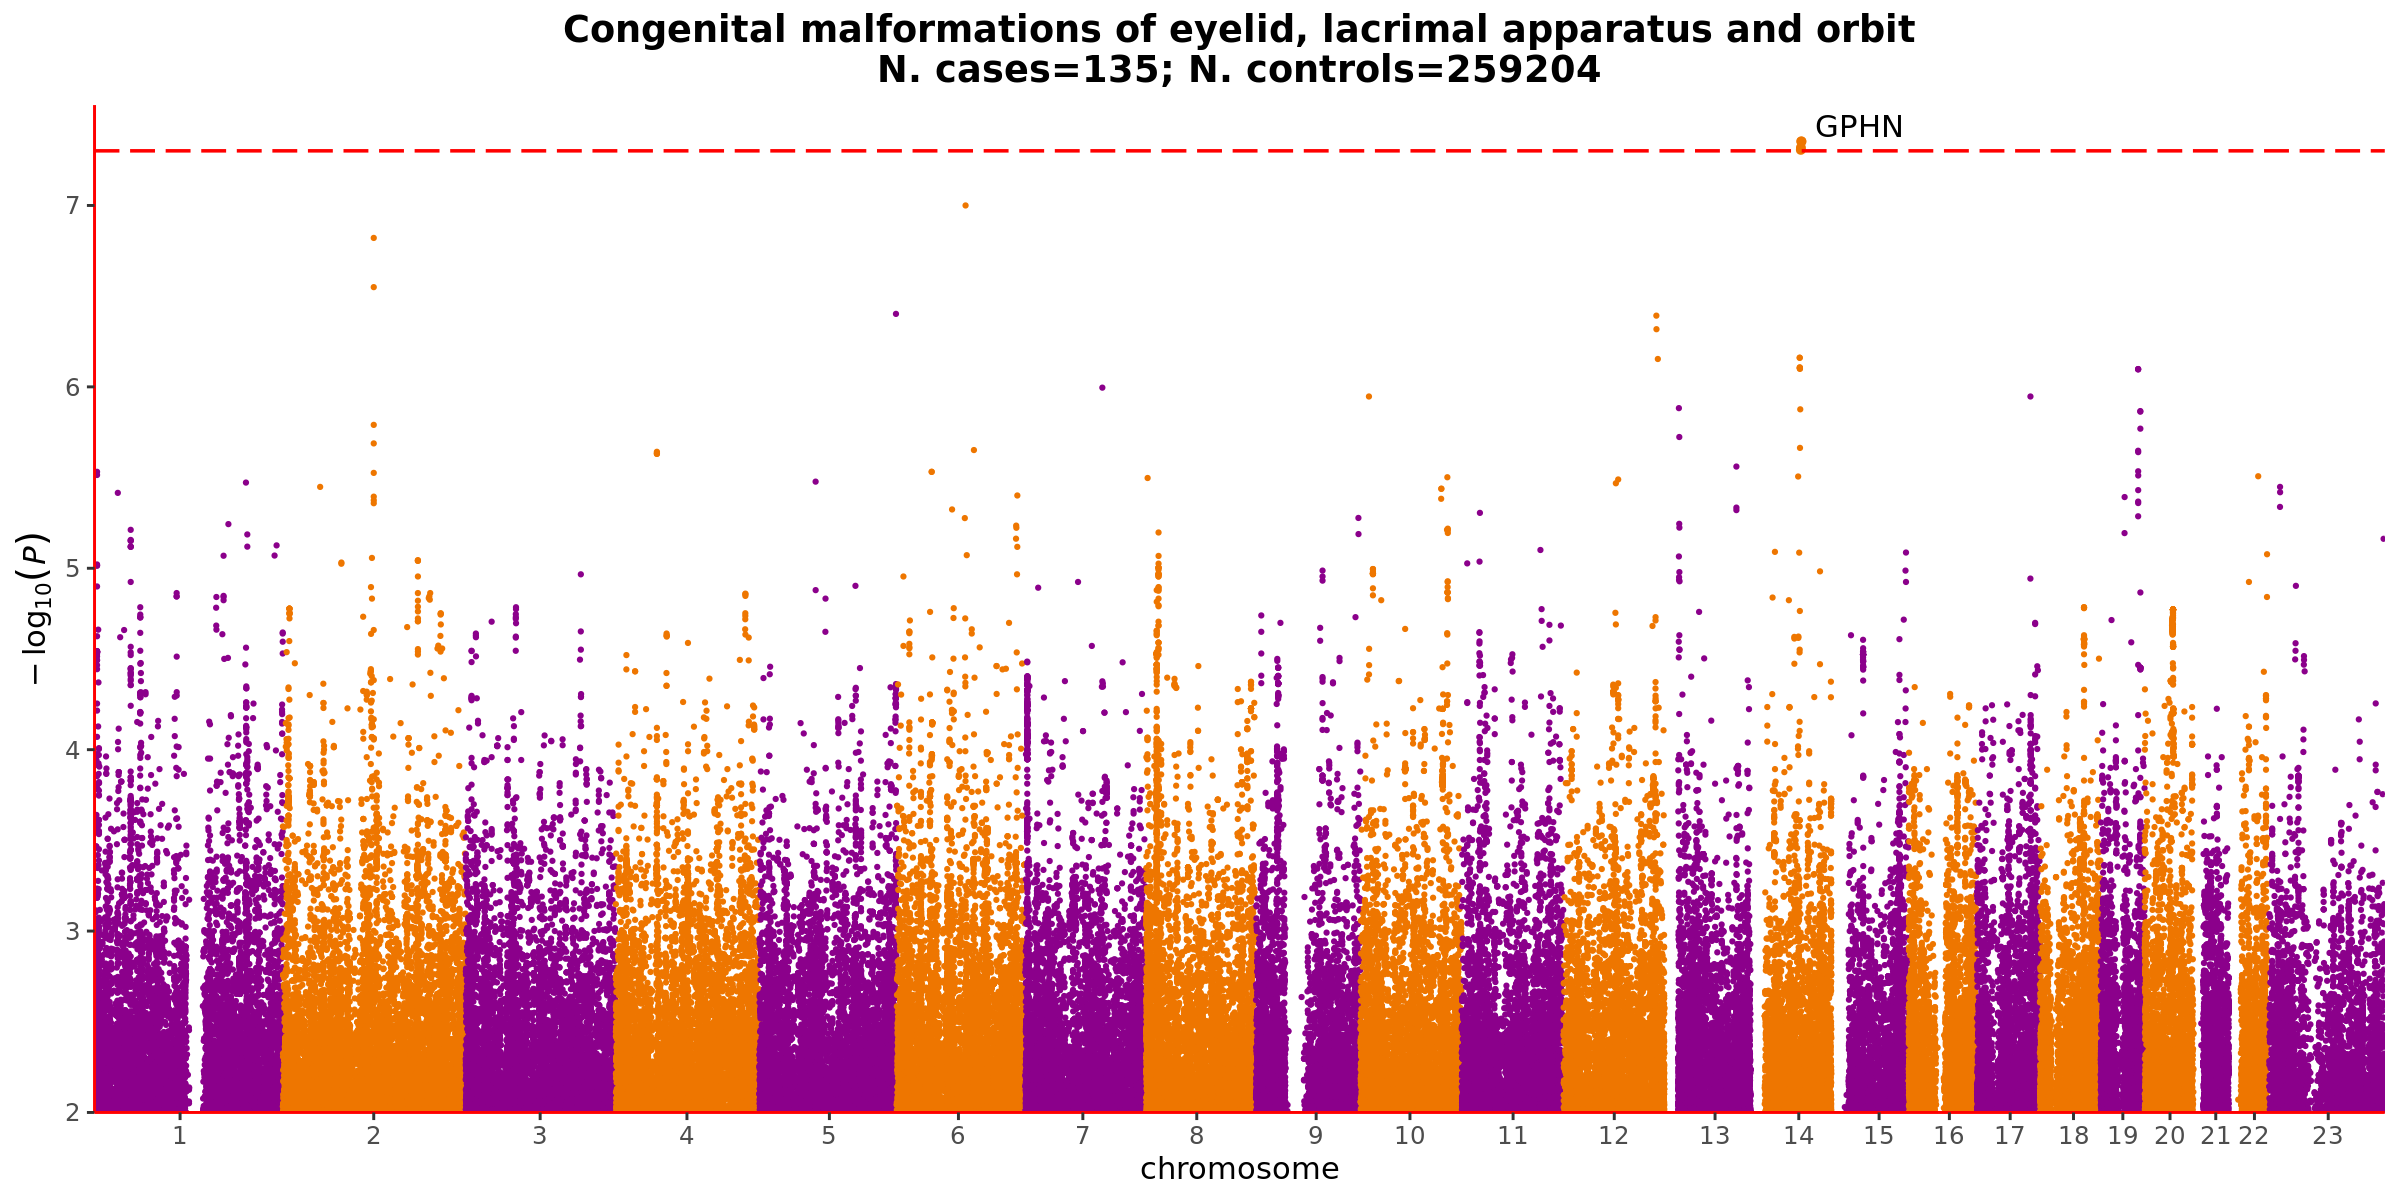 Congenital malformations of eyelid, lacrimal apparatus and orbit
N. cases=135; N. controls=259204
GPHN
7
6
5
4
3
2
−log10(P)
1 2 3 4 5 6 7 8 9 10 11 12 13 14 15 16 17 18 19 20 21 22 23
chromosome